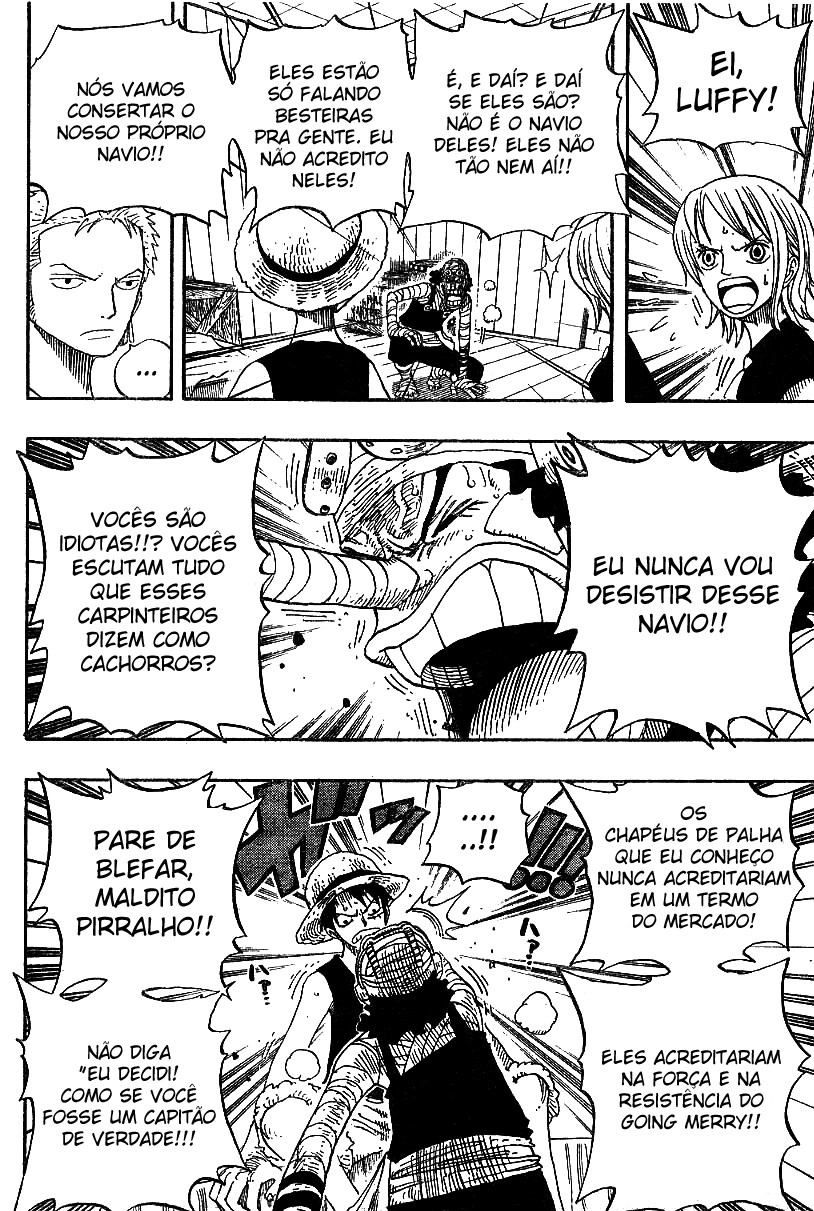 EI,
LUFFY!
É, E DAÍ? E DAÍ
SE ELES SÃO?
NÃO É O NAVIO
DELES! ELES NÃO
TÃO NEM AÍ!!
ELES ESTÃO
SÓ FALANDO
BESTEIRAS
PRA GENTE. EU
NÃO ACREDITO
NELES!
NÓS VAMOS
CONSERTAR O
NOSSO PRÓPRIO
NAVIO!!
...
EU NUNCA VOU
DESISTIR DESSE
NAVIO!!
VOCÊS SÃO
IDIOTAS!!? VOCÊS
ESCUTAM TUDO
QUE ESSES
CARPINTEIROS
DIZEM COMO
CACHORROS?
OS
CHAPÉUS DE PALHA
QUE EU CONHEÇO
NUNCA ACREDITARIAM
EM UM TERMO
DO MERCADO!
ELES ACREDITARIAM
NA FORÇA E NA
RESISTÊNCIA DO
GOING MERRY!!
....
..!!
ハァ
ハァ
PARE DE
BLEFAR,
MALDITO
PIRRALHO!!
NÃO DIGA
"EU DECIDI!
COMO SE VOCÊ
FOSSE UM CAPITÃO
DE VERDADE!!!